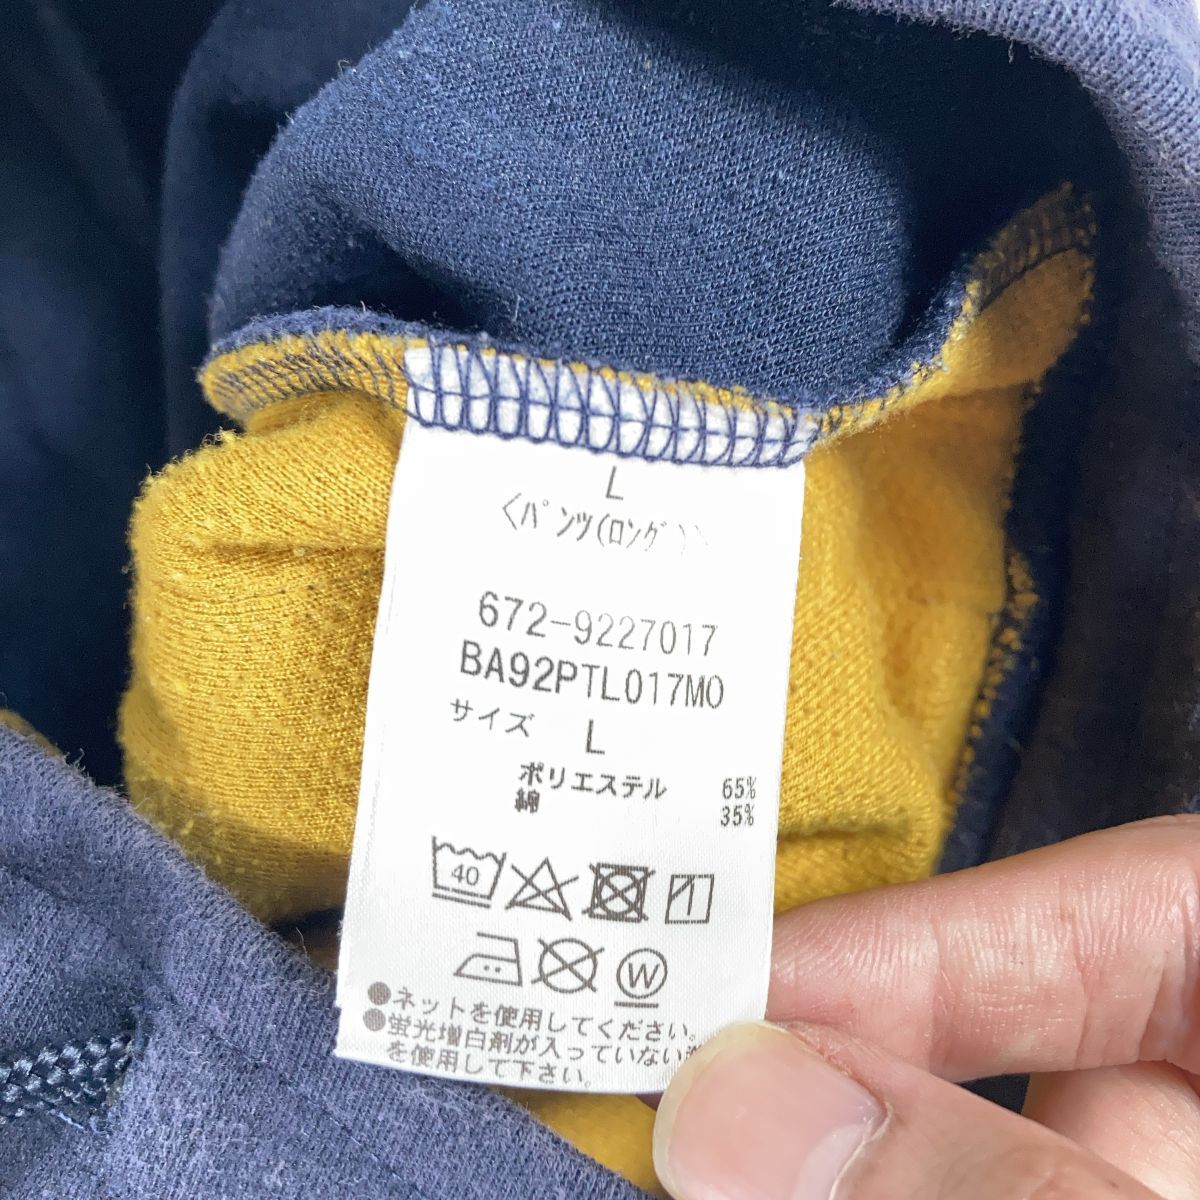 L
<パンツ(ロング)>
672-9227017
BA92PTL017MO
サイズ L
ポリエステル 65%
綿 35%
40
W
●ネットを使用してください。
●蛍光増白剤が入っていない
を使用して下さい。